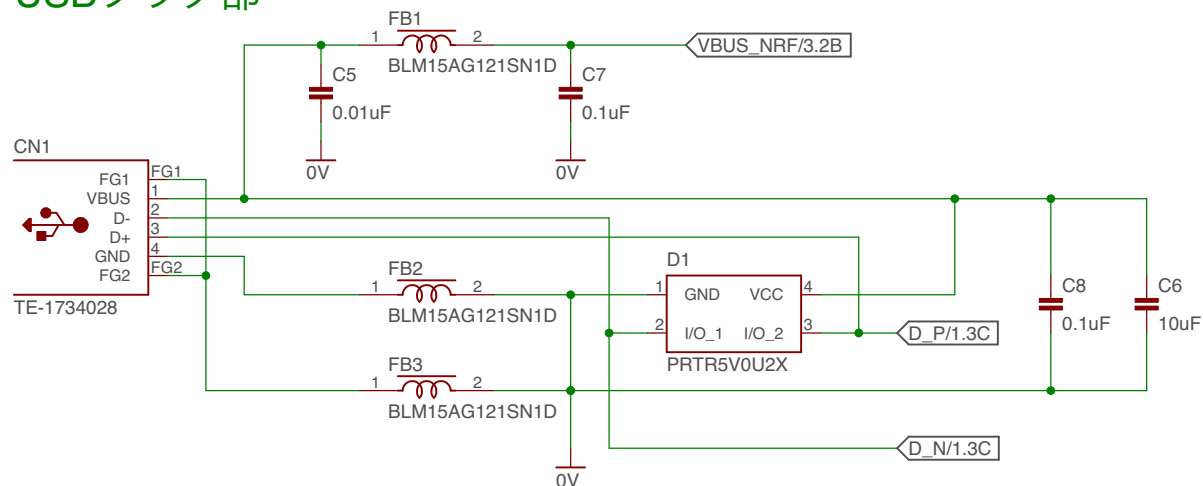 FB1
1 2
BLM15AG121SN1D
VBUS_NRF/3.2B
C5
0.01uF
C7
0.1uF
0V
0V
CN1
FG1
VBUS
D-
D+
GND
FG2
FG1
1
2
3
4
FG2
TE-1734028
FB2
1 2
BLM15AG121SN1D
D1
1 GND VCC 4
2 I/O_1 I/O_2 3
PRTR5V0U2X
C8
0.1uF
C6
10uF
D_P/1.3C
FB3
1 2
BLM15AG121SN1D
D_N/1.3C
0V